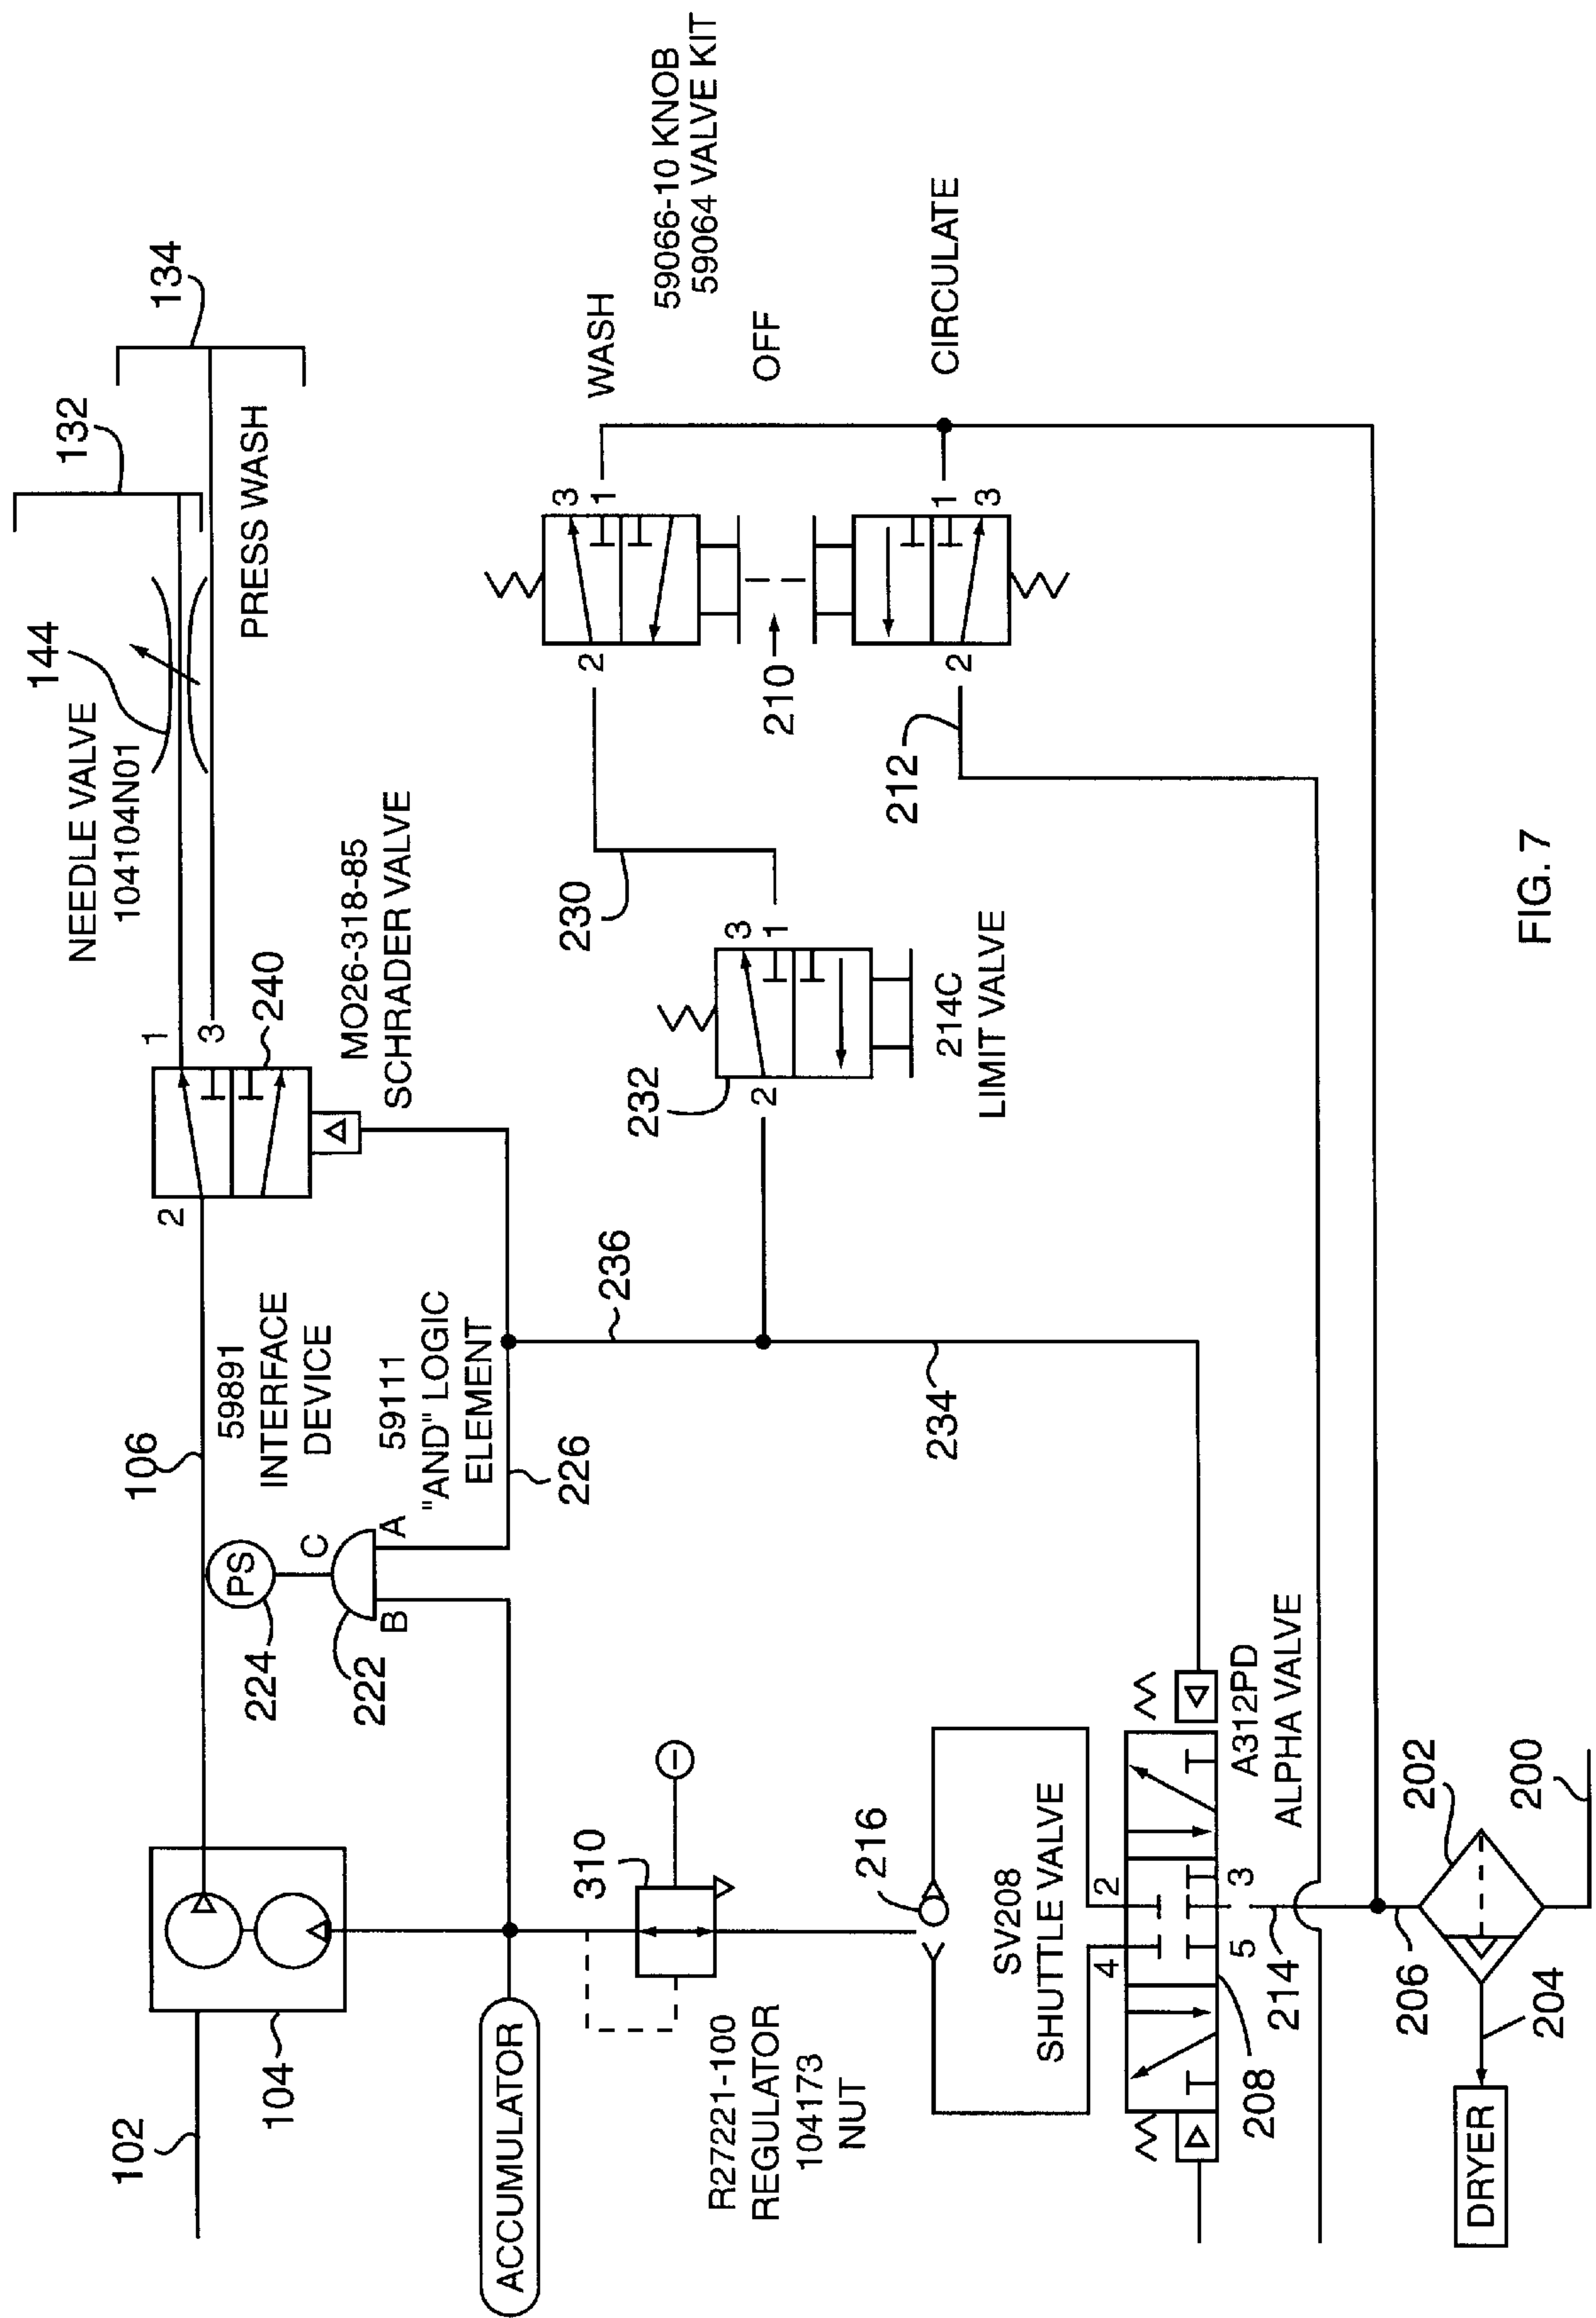 132
134
144
NEEDLE VALVE
104104N01
PRESS WASH
1
3
2
240
MO26-318-85
SCHRADER VALVE
106
59891
INTERFACE
DEVICE
59111
"AND" LOGIC
ELEMENT
226
236
234
PS
224
C
A
B
222
102
104
ACCUMULATOR
310
R27221-100
REGULATOR
104173
NUT
216
SV208
SHUTTLE VALVE
4
2
5
3
208
A312PD
ALPHA VALVE
214
206
202
200
204
DRYER
WASH
59066-10 KNOB
59064 VALVE KIT
OFF
CIRCULATE
3
1
2
210
1
3
2
212
230
3
1
2
232
214C
LIMIT VALVE
FIG. 7